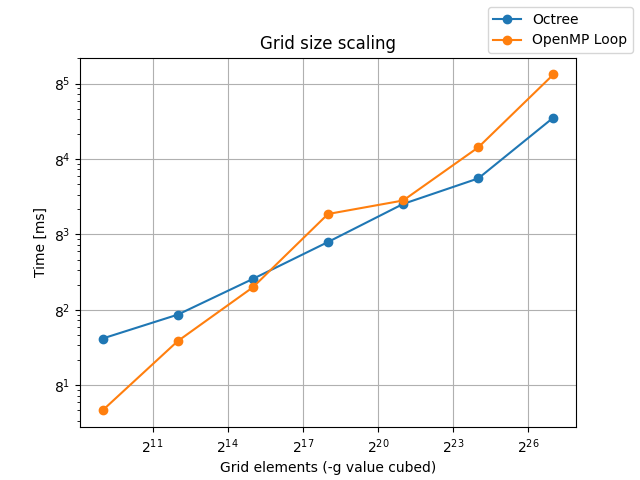 Octree
OpenMP Loop
Grid size scaling
8^5
8^4
8^3
8^2
8^1
Time [ms]
2^11 2^14 2^17 2^20 2^23 2^26
Grid elements (-g value cubed)